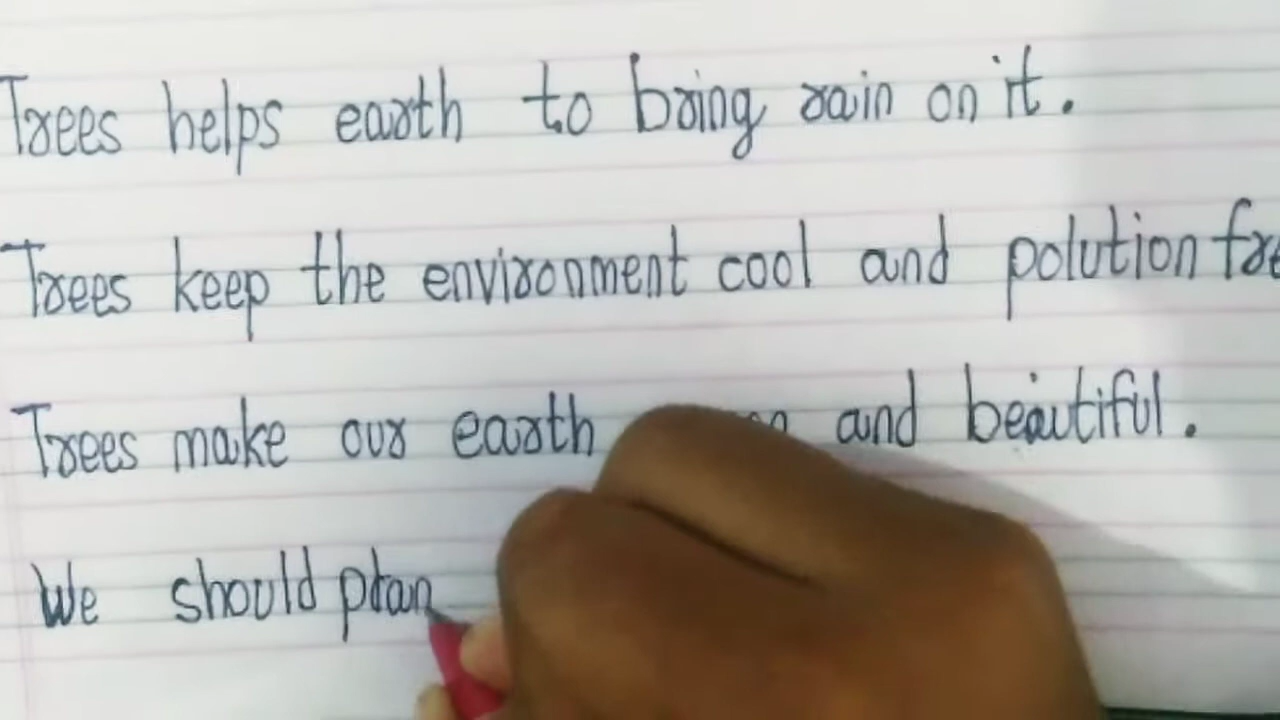 Trees helps earth to bring rain on it.
Trees keep the environment cool and polution fre
Trees make our earth and beautiful.
We should plan